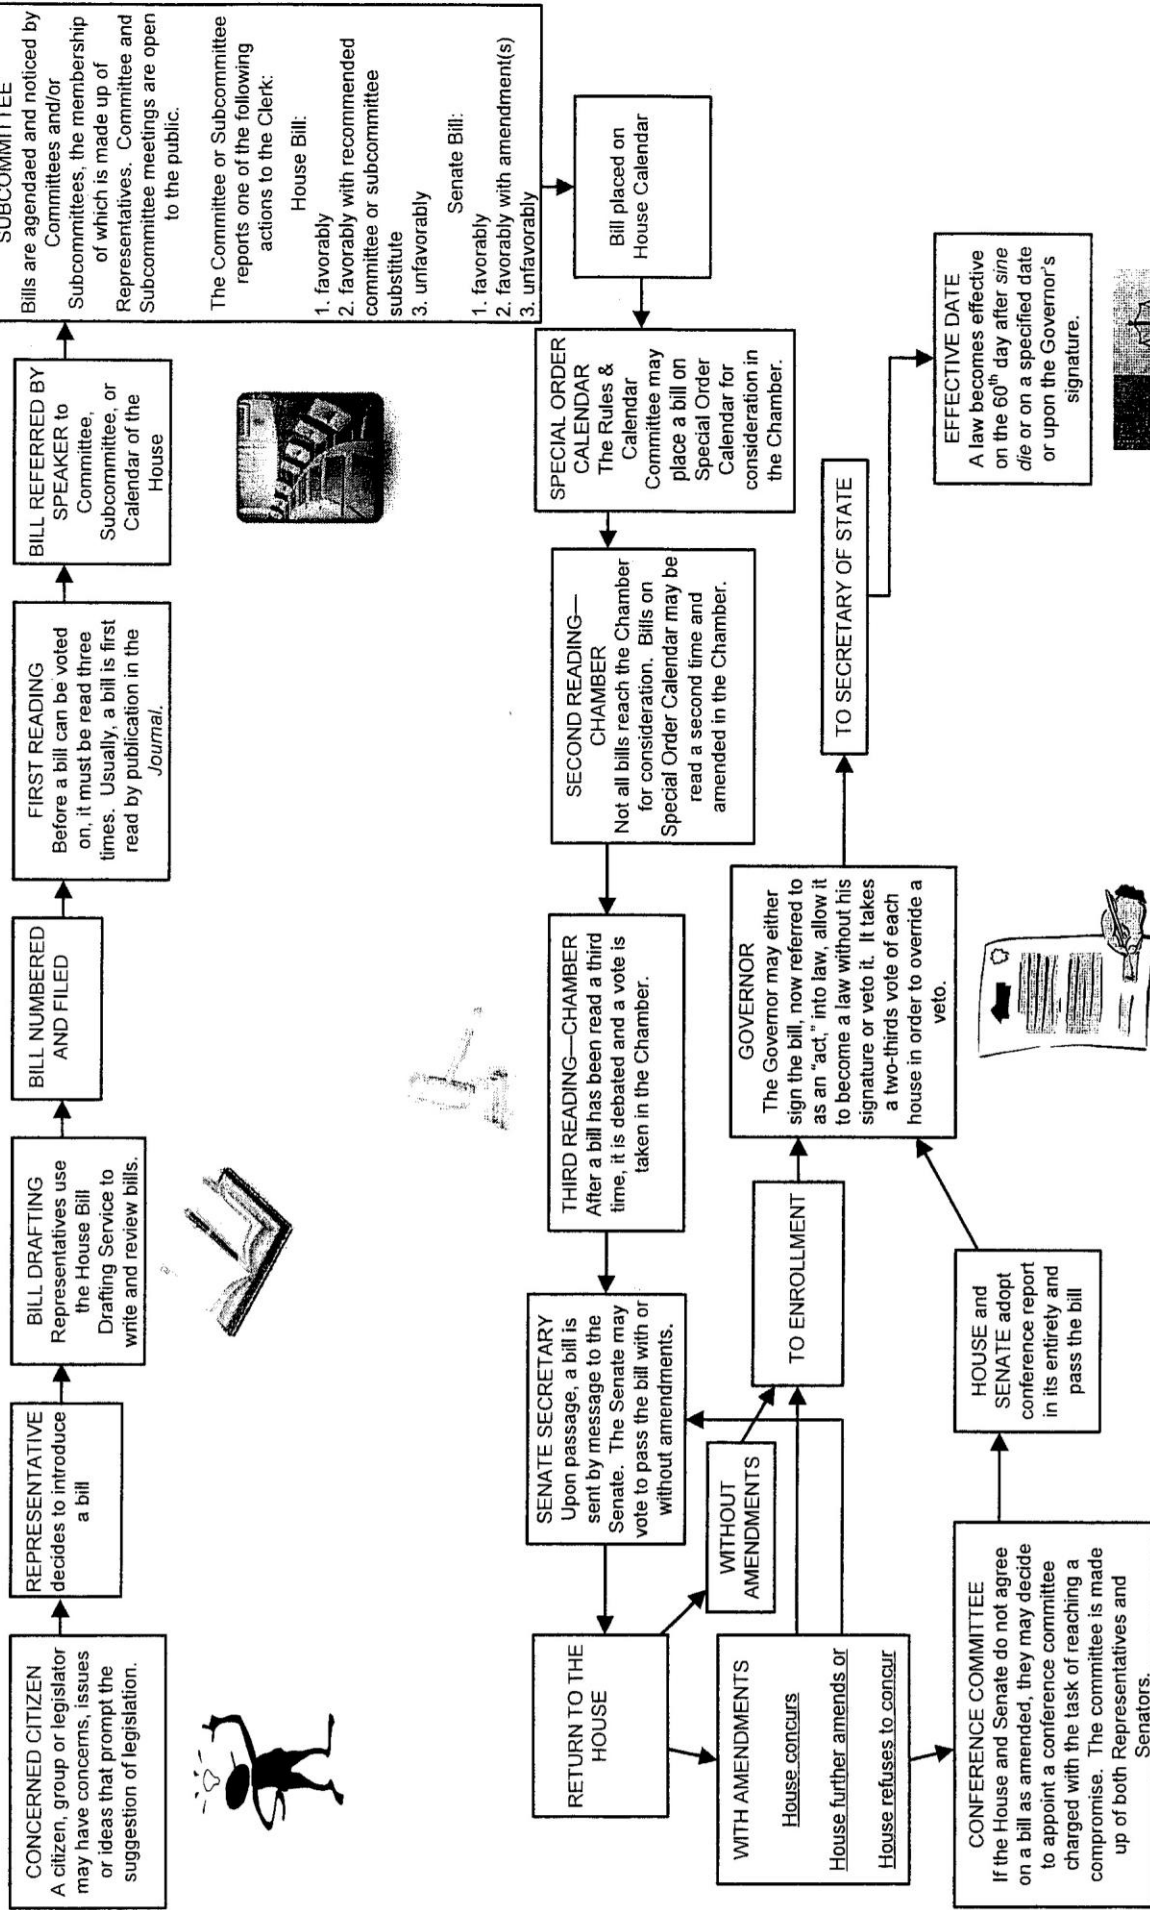 CONCERNED CITIZEN
A citizen, group or legislator
may have concerns, issues
or ideas that prompt the
suggestion of legislation.
REPRESENTATIVE
decides to introduce
a bill
BILL DRAFTING
Representatives use
the House Bill
Drafting Service to
write and review bills.
BILL NUMBERED
AND FILED
FIRST READING
Before a bill can be voted
on, it must be read three
times. Usually, a bill is first
read by publication in the
Journal.
BILL REFERRED BY
SPEAKER to
Committee,
Subcommittee, or
Calendar of the
House
SUBCOMMITTEE
Bills are agendaed and noticed by
Committees and/or
Subcommittees, the membership
of which is made up of
Representatives. Committee and
Subcommittee meetings are open
to the public.
The Committee or Subcommittee
reports one of the following
actions to the Clerk:
House Bill:
1. favorably
2. favorably with recommended
committee or subcommittee
substitute
3. unfavorably
Senate Bill:
1. favorably
2. favorably with amendment(s)
3. unfavorably
Bill placed on
House Calendar
SPECIAL ORDER
CALENDAR
The Rules &
Calendar
Committee may
place a bill on
Special Order
Calendar for
consideration in
the Chamber.
SECOND READING—
CHAMBER
Not all bills reach the Chamber
for consideration. Bills on
Special Order Calendar may be
read a second time and
amended in the Chamber.
THIRD READING—CHAMBER
After a bill has been read a third
time, it is debated and a vote is
taken in the Chamber.
SENATE SECRETARY
Upon passage, a bill is
sent by message to the
Senate. The Senate may
vote to pass the bill with or
without amendments.
RETURN TO THE
HOUSE
WITHOUT
AMENDMENTS
WITH AMENDMENTS
House concurs
House further amends or
House refuses to concur
TO ENROLLMENT
CONFERENCE COMMITTEE
If the House and Senate do not agree
on a bill as amended, they may decide
to appoint a conference committee
charged with the task of reaching a
compromise. The committee is made
up of both Representatives and
Senators.
HOUSE and
SENATE adopt
conference report
in its entirety and
pass the bill
GOVERNOR
The Governor may either
sign the bill, now referred to
as an "act," into law, allow it
to become a law without his
signature or veto it. It takes
a two-thirds vote of each
house in order to override a
veto.
TO SECRETARY OF STATE
EFFECTIVE DATE
A law becomes effective
on the 60th day after sine
die or on a specified date
or upon the Governor's
signature.